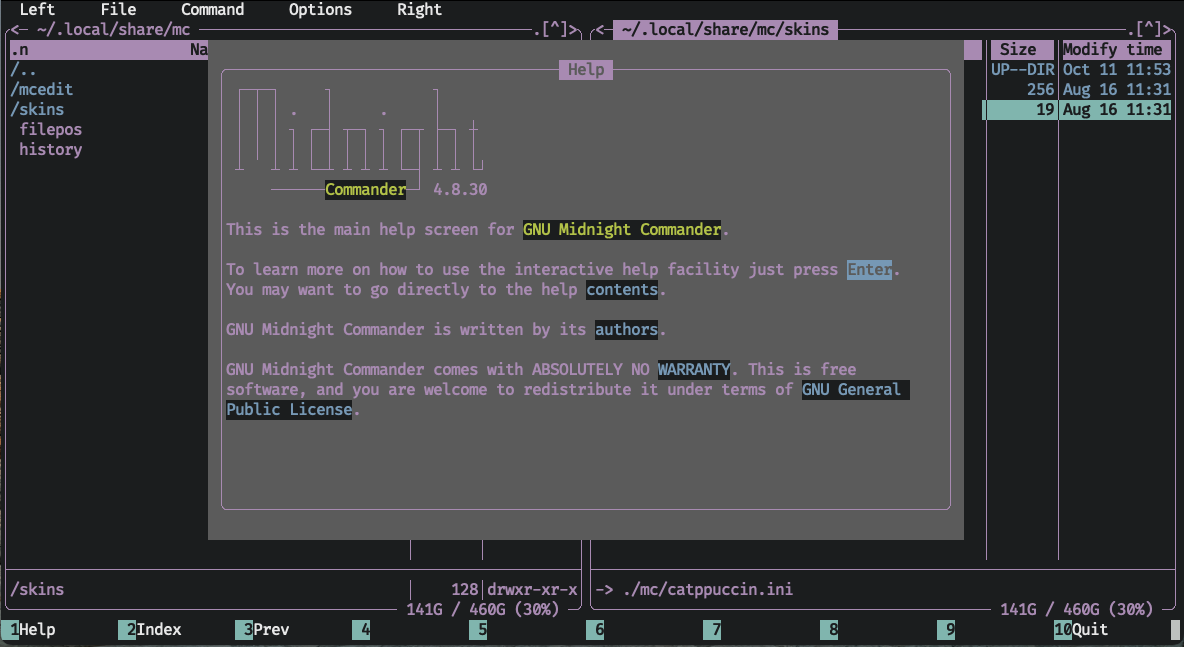 Left File Command Options Right
<─ ~/.local/share/mc .[^]> <─ ~/.local/share/mc/skins .[^]>
.n Na Size Modify time
/.. UP--DIR Oct 11 11:53
/mcedit 256 Aug 16 11:31
/skins 19 Aug 16 11:31
filepos
history
Help
Midnight
Commander 4.8.30
This is the main help screen for GNU Midnight Commander.
To learn more on how to use the interactive help facility just press Enter.
You may want to go directly to the help contents.
GNU Midnight Commander is written by its authors.
GNU Midnight Commander comes with ABSOLUTELY NO WARRANTY. This is free
software, and you are welcome to redistribute it under terms of GNU General
Public License.
/skins 128 drwxr-xr-x -> ./mc/catppuccin.ini
141G / 460G (30%) 141G / 460G (30%)
1Help 2Index 3Prev 4 5 6 7 8 9 10Quit